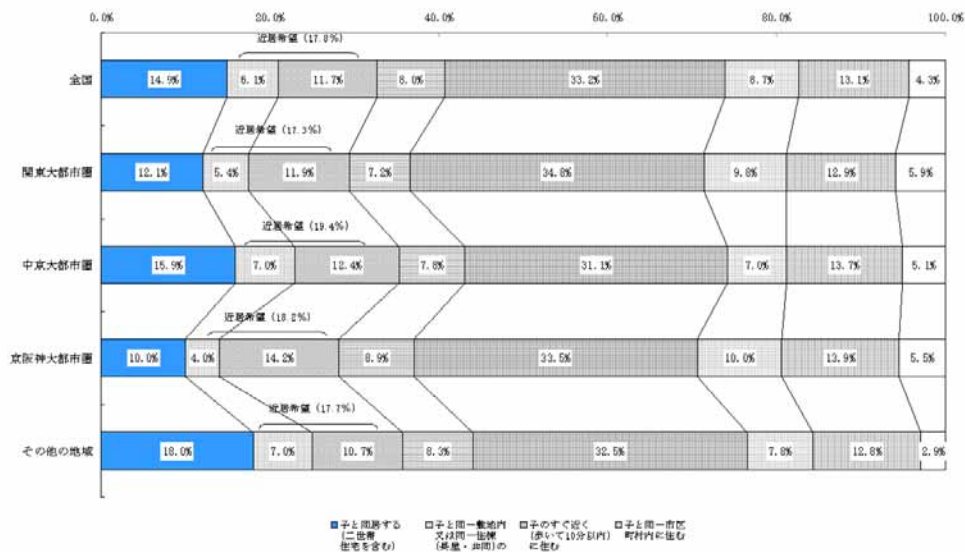 0.0% 20.0% 40.0% 60.0% 80.0% 100.0%
近居希望 (17.8%)
全国 14.9% 6.1% 11.7% 8.0% 33.2% 8.7% 13.1% 4.3%
近居希望 (17.3%)
関東大都市圏 12.1% 5.4% 11.9% 7.2% 34.8% 9.8% 12.9% 5.9%
近居希望 (19.4%)
中京大都市圏 15.9% 7.0% 12.4% 7.8% 31.1% 7.0% 13.7% 5.1%
近居希望 (18.2%)
京阪神大都市圏 10.0% 4.0% 14.2% 8.9% 33.5% 10.0% 13.9% 5.5%
近居希望 (17.7%)
その他の地域 18.0% 7.0% 10.7% 8.3% 32.5% 7.8% 12.8% 2.9%
子と同居する 子と同一敷地内 子のすぐ近く 子と同一市区
(二世帯 又は同一住棟 (歩いて10分以内) 町村内に住む
住宅を含む) (長屋・共同)の に住む